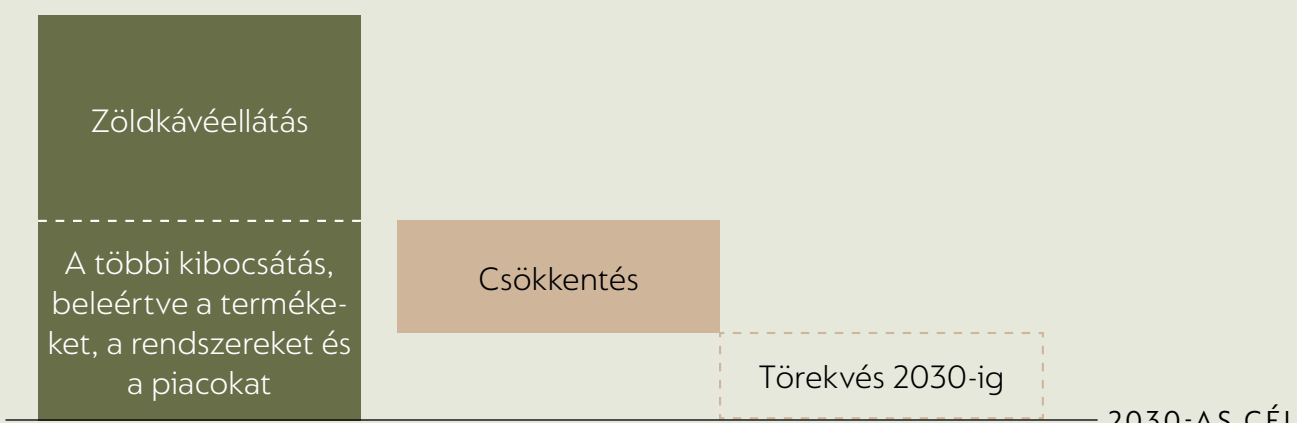 Zöldkávéellátás
A többi kibocsátás,
beleértve a terméke-
ket, a rendszereket és
a piacokat
Csökkentés
Törekvés 2030-ig
2030-AS CÉL